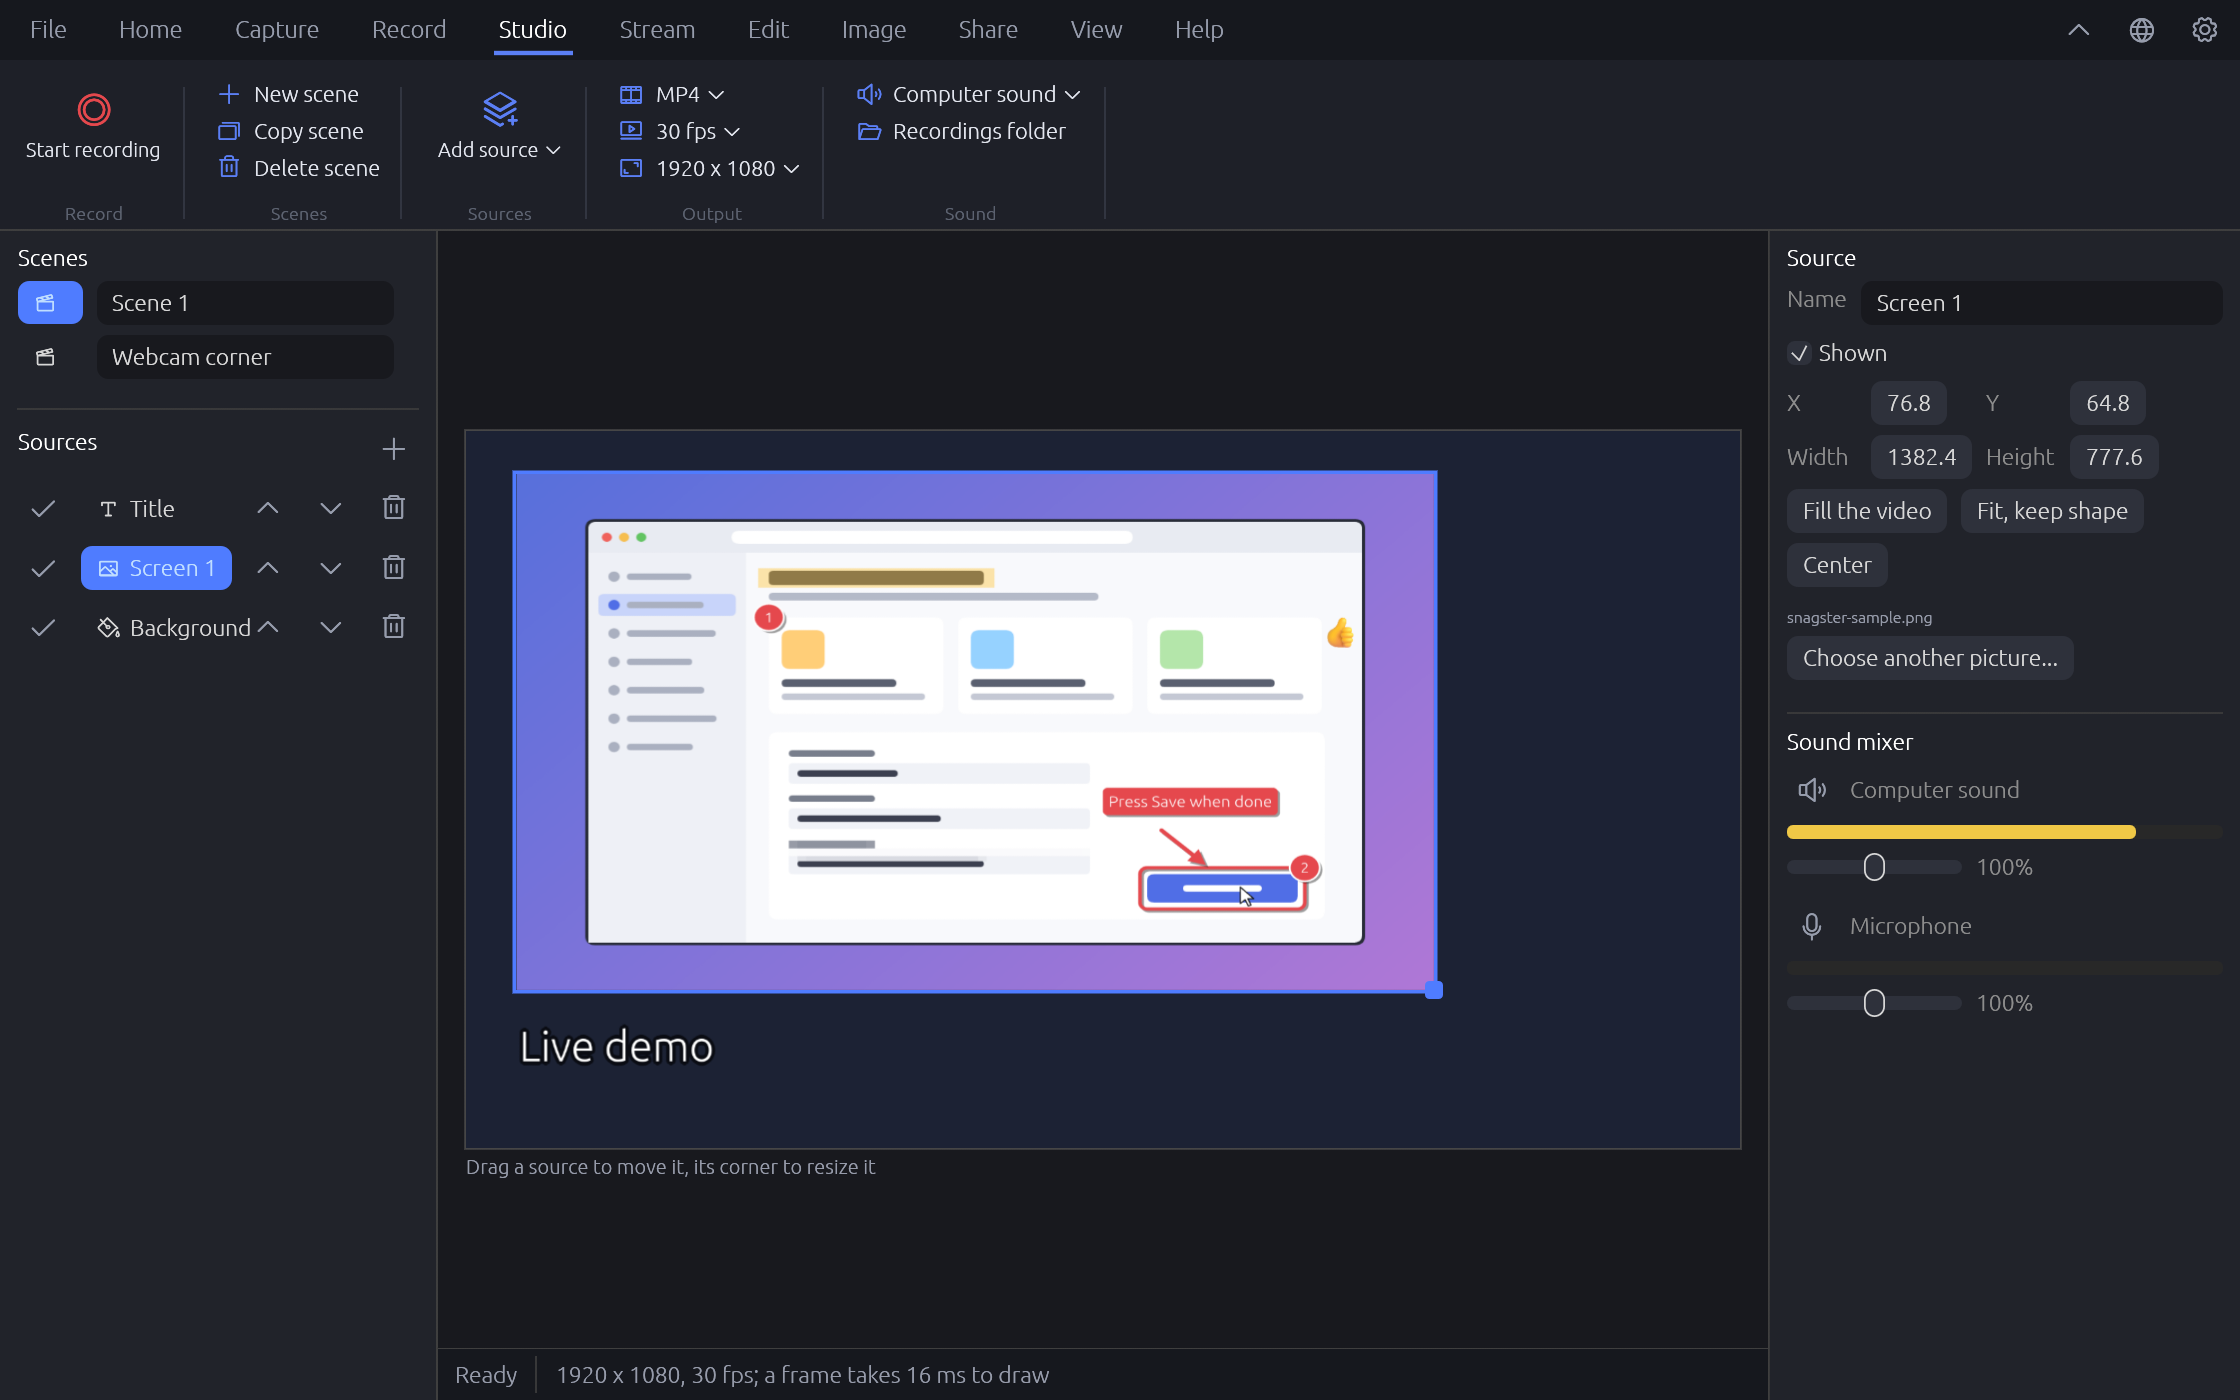 File Home Capture Record Studio Stream Edit Image Share View Help
Start recording
Record
New scene
Copy scene
Delete scene
Scenes
Add source
Sources
MP4
30 fps
1920 x 1080
Output
Computer sound
Recordings folder
Sound
Scenes
Scene 1
Webcam corner
Sources
Title
Screen 1
Background
1
Press Save when done
2
Live demo
Drag a source to move it, its corner to resize it
Ready
1920 x 1080, 30 fps; a frame takes 16 ms to draw
Source
Name Screen 1
Shown
X 76.8 Y 64.8
Width 1382.4 Height 777.6
Fill the video Fit, keep shape
Center
snagster-sample.png
Choose another picture...
Sound mixer
Computer sound
100%
Microphone
100%